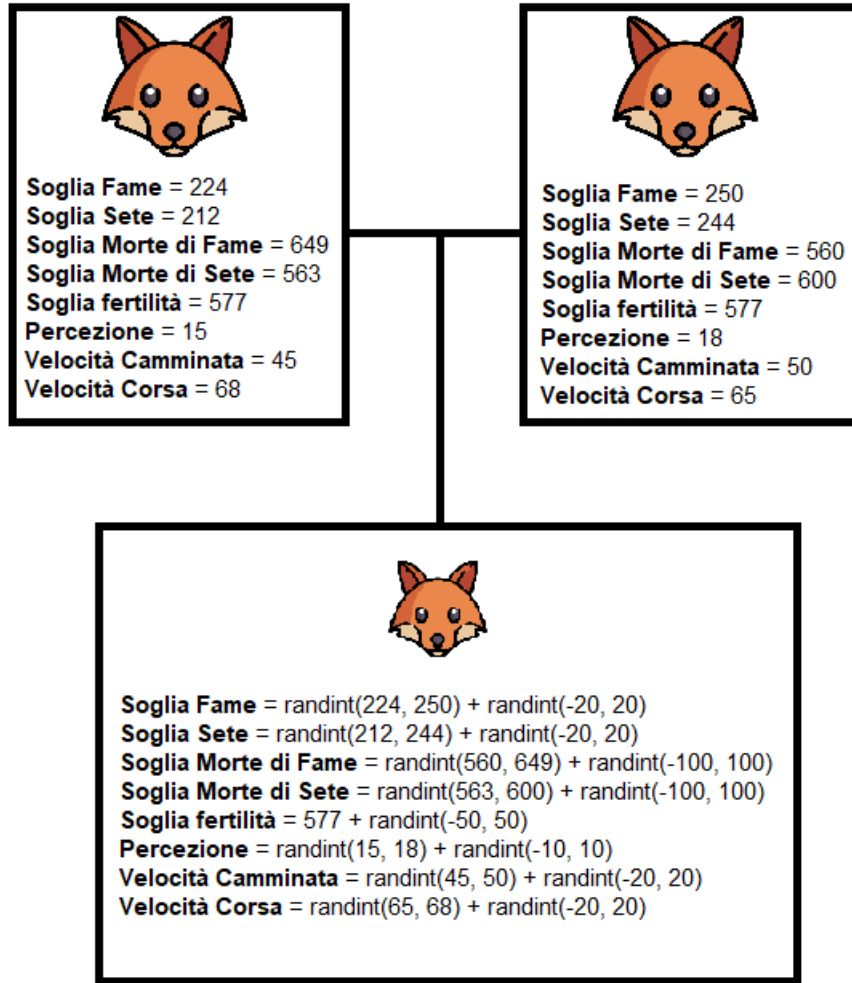 Soglia Fame = 224
Soglia Sete = 212
Soglia Morte di Fame = 649
Soglia Morte di Sete = 563
Soglia fertilità = 577
Percezione = 15
Velocità Camminata = 45
Velocità Corsa = 68
Soglia Fame = 250
Soglia Sete = 244
Soglia Morte di Fame = 560
Soglia Morte di Sete = 600
Soglia fertilità = 577
Percezione = 18
Velocità Camminata = 50
Velocità Corsa = 65
Soglia Fame = randint(224, 250) + randint(-20, 20)
Soglia Sete = randint(212, 244) + randint(-20, 20)
Soglia Morte di Fame = randint(560, 649) + randint(-100, 100)
Soglia Morte di Sete = randint(563, 600) + randint(-100, 100)
Soglia fertilità = 577 + randint(-50, 50)
Percezione = randint(15, 18) + randint(-10, 10)
Velocità Camminata = randint(45, 50) + randint(-20, 20)
Velocità Corsa = randint(65, 68) + randint(-20, 20)